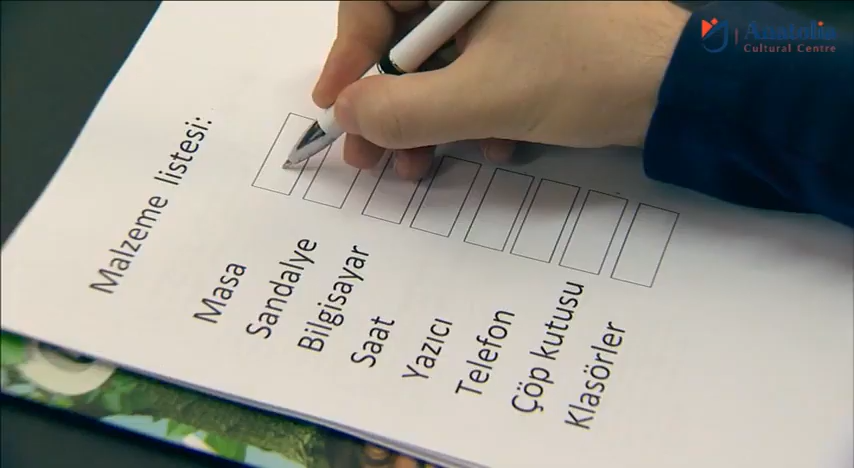 Anatolia
Cultural Centre
Malzeme listesi:
Masa
Sandalye
Bilgisayar
Saat
Yazıcı
Telefon
Çöp kutusu
Klasörler